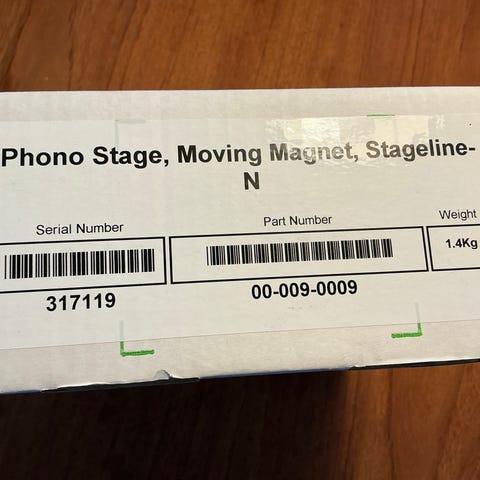 Phono Stage, Moving Magnet, Stageline-
N
Serial Number
Part Number
Weight
1.4Kg
317119
00-009-0009